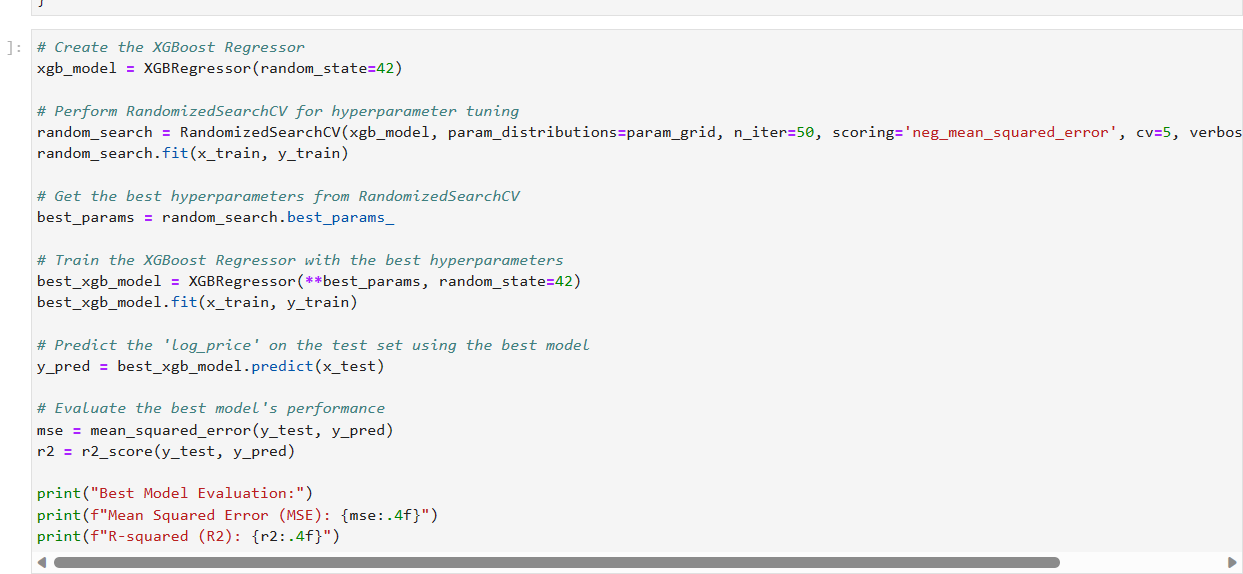 }
]:
# Create the XGBoost Regressor
xgb_model = XGBRegressor(random_state=42)
# Perform RandomizedSearchCV for hyperparameter tuning
random_search = RandomizedSearchCV(xgb_model, param_distributions=param_grid, n_iter=50, scoring='neg_mean_squared_error', cv=5, verbos
random_search.fit(x_train, y_train)
# Get the best hyperparameters from RandomizedSearchCV
best_params = random_search.best_params_
# Train the XGBoost Regressor with the best hyperparameters
best_xgb_model = XGBRegressor(**best_params, random_state=42)
best_xgb_model.fit(x_train, y_train)
# Predict the 'log_price' on the test set using the best model
y_pred = best_xgb_model.predict(x_test)
# Evaluate the best model's performance
mse = mean_squared_error(y_test, y_pred)
r2 = r2_score(y_test, y_pred)
print("Best Model Evaluation:")
print(f"Mean Squared Error (MSE): {mse:.4f}")
print(f"R-squared (R2): {r2:.4f}")